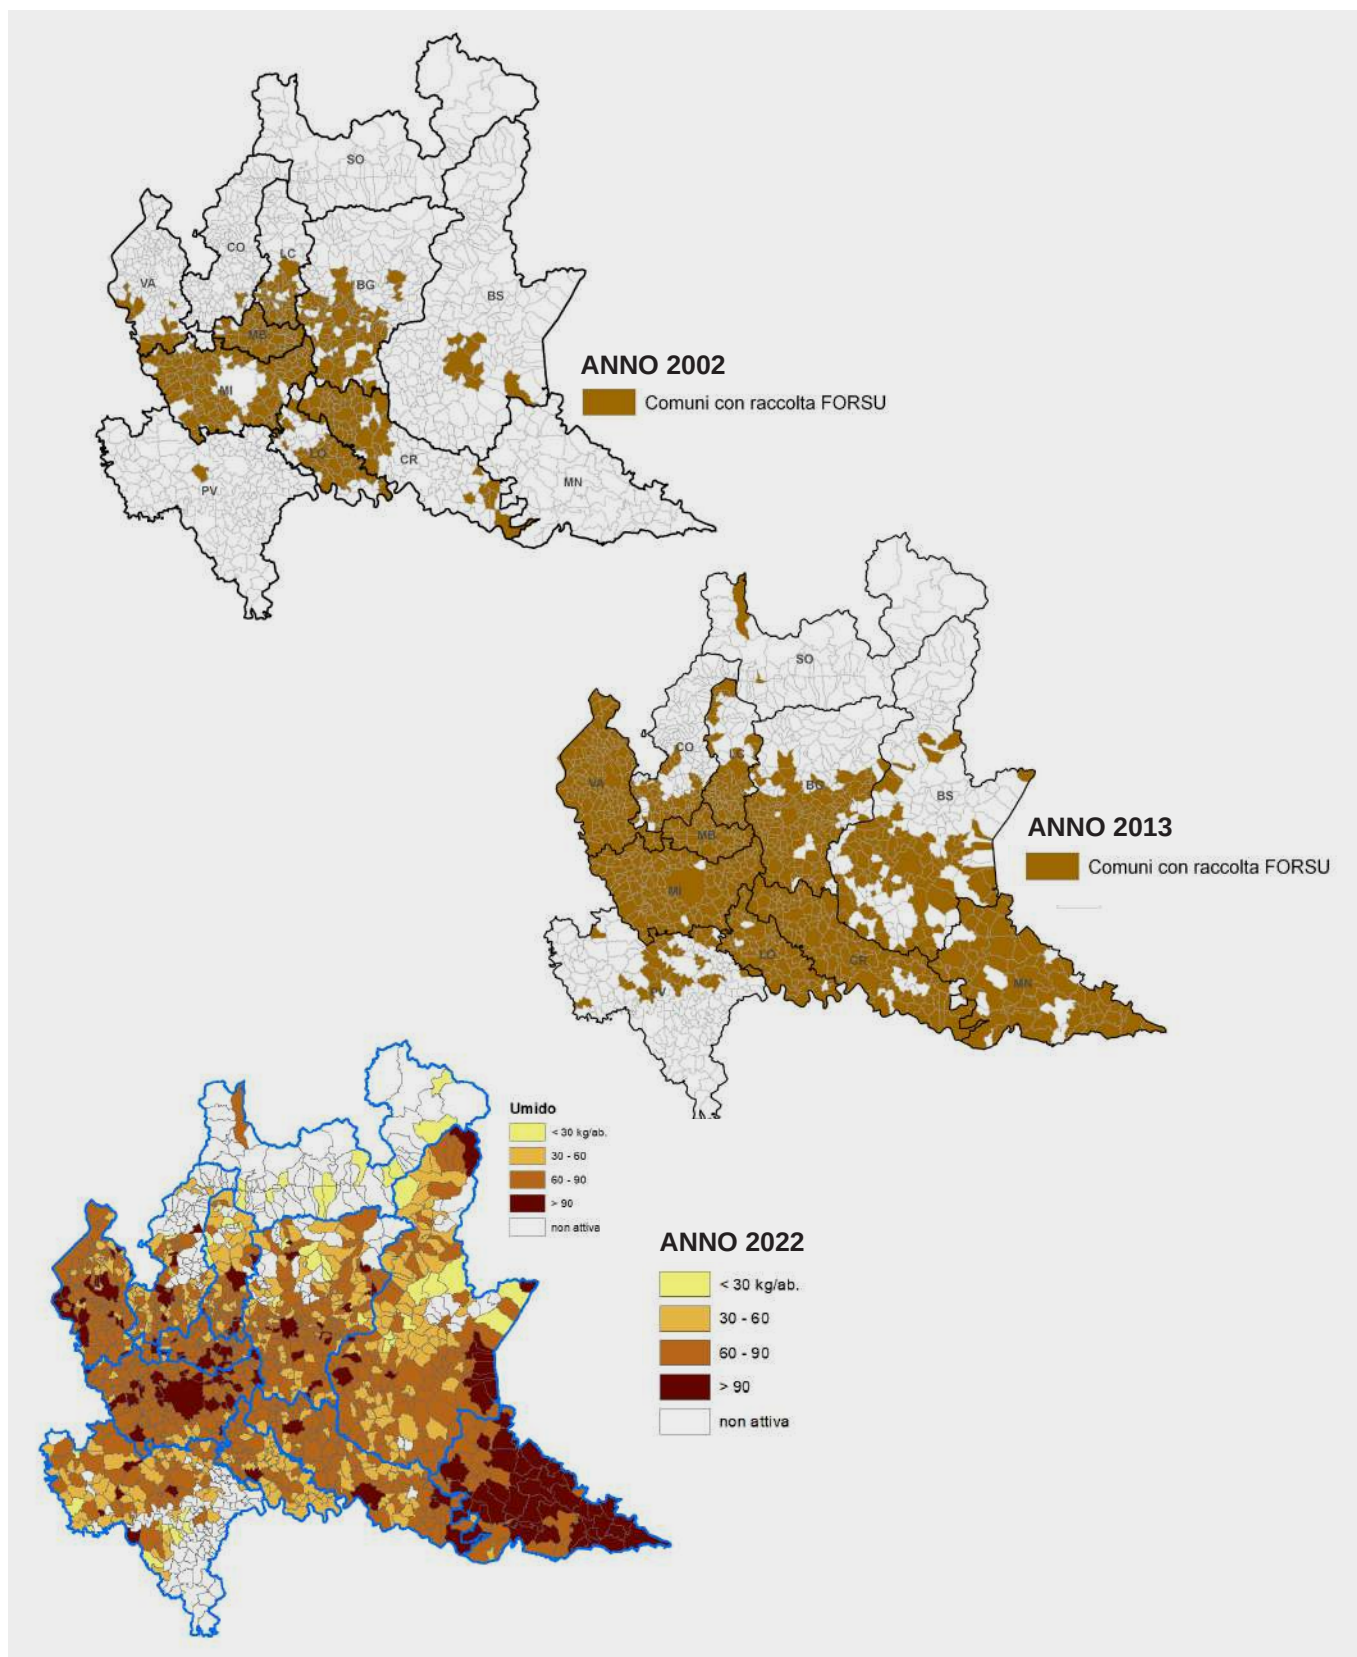 SO
CO
LC
VA
BG
BS
MB
MI
LO
CR
PV
MN
ANNO 2002
Comuni con raccolta FORSU
SO
CO
LC
VA
BG
BS
MB
MI
LO
CR
PV
MN
ANNO 2013
Comuni con raccolta FORSU
Umido
< 30 kg/ab.
30 - 60
60 - 90
> 90
non attiva
ANNO 2022
< 30 kg/ab.
30 - 60
60 - 90
> 90
non attiva